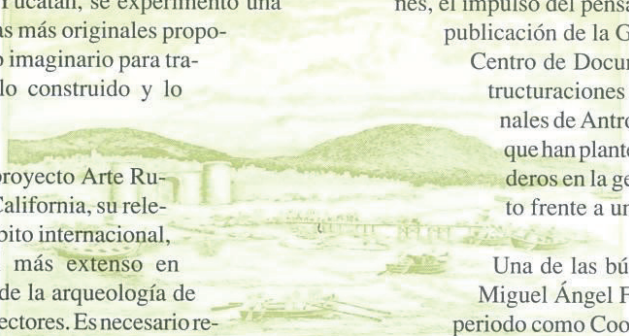 Yucatán, se experimentó una
as más originales propo-
o imaginario para tra-
lo construido y lo
royecto Arte Ru-
California, su rele-
bito internacional,
más extenso en
de la arqueología de
ectores. Es necesario re-
nes, el impulso del pensa
publicación de la G
Centro de Docum
tructuraciones
nales de Antro
que han plante
deros en la ge
to frente a un
Una de las bú
Miguel Ángel F
periodo como Coo